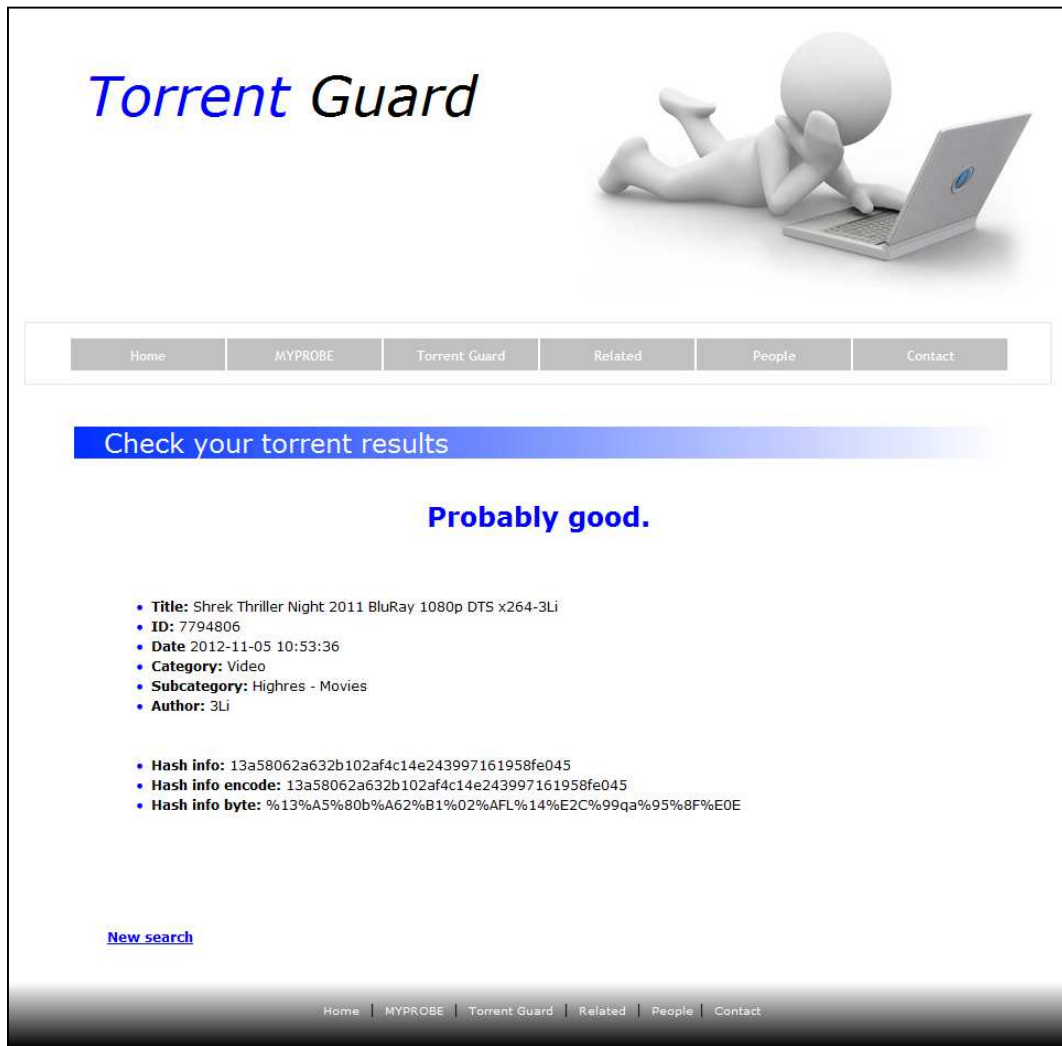 Torrent Guard
Home MYPROBE Torrent Guard Related People Contact
Check your torrent results
Probably good.
• Title: Shrek Thriller Night 2011 BluRay 1080p DTS x264-3Li
• ID: 7794806
• Date 2012-11-05 10:53:36
• Category: Video
• Subcategory: Highres - Movies
• Author: 3Li
• Hash info: 13a58062a632b102af4c14e243997161958fe045
• Hash info encode: 13a58062a632b102af4c14e243997161958fe045
• Hash info byte: %13%A5%80b%A62%B1%02%AFL%14%E2C%99qa%95%8F%E0E
New search
Home | MYPROBE | Torrent Guard | Related | People | Contact